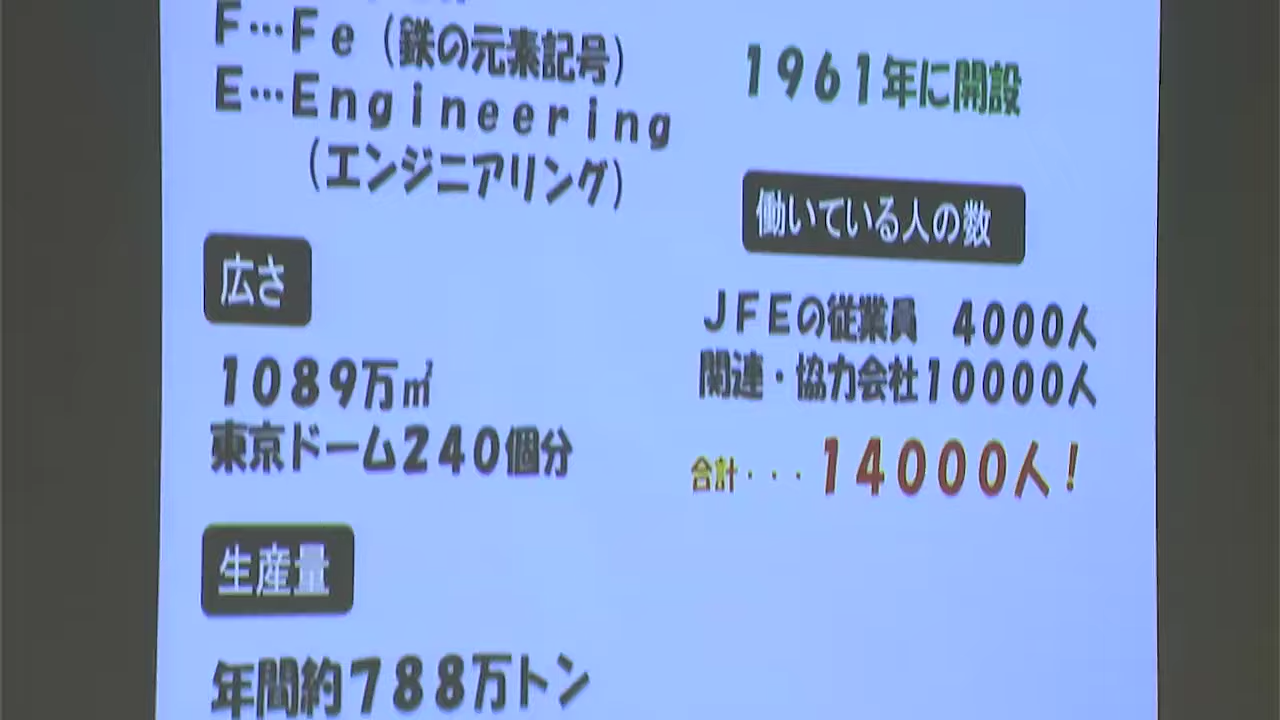 F…Fe（鉄の元素記号）
E…Engineering
（エンジニアリング）
広さ
1089万㎡
東京ドーム240個分
生産量
年間約788万トン
1961年に開設
働いている人の数
JFEの従業員　4000人
関連・協力会社10000人
合計・・・14000人！